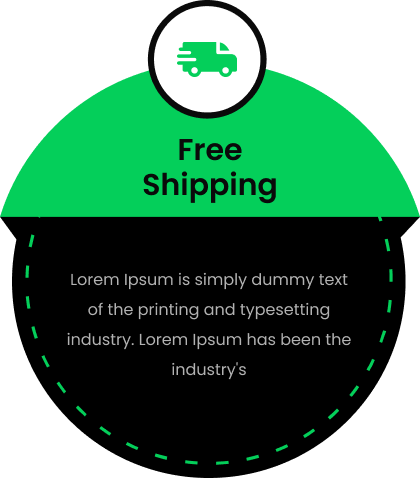 Free
Shipping
Lorem Ipsum is simply dummy text
of the printing and typesetting
industry. Lorem Ipsum has been the
industry's